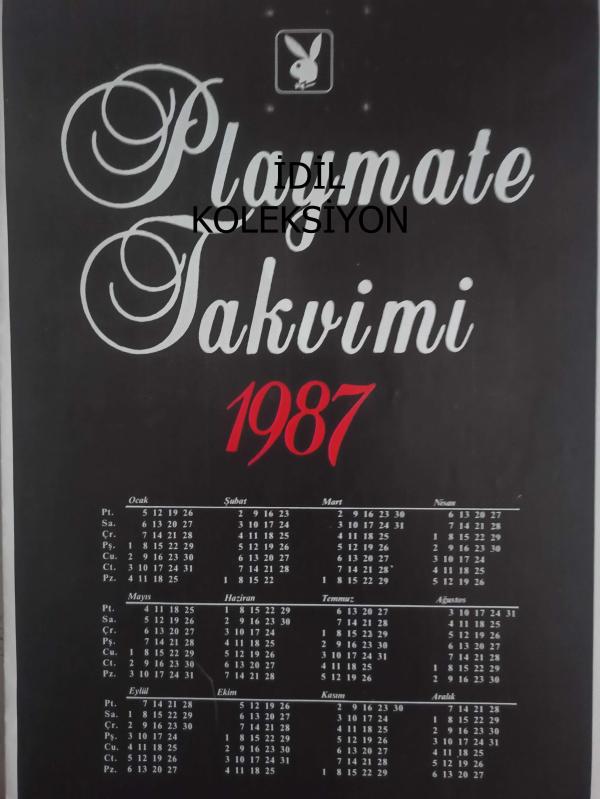 Playmate
İDİL
KOLEKSİYON
Takvimi
1987
Ocak Şubat Mart Nisan
Pt. 5 12 19 26 2 9 16 23 2 9 16 23 30 6 13 20 27
Sa. 6 13 20 27 3 10 17 24 3 10 17 24 31 7 14 21 28
Çr. 7 14 21 28 4 11 18 25 4 11 18 25 1 8 15 22 29
Pş. 1 8 15 22 29 5 12 19 26 5 12 19 26 2 9 16 23 30
Cu. 2 9 16 23 30 6 13 20 27 6 13 20 27 3 10 17 24
Ct. 3 10 17 24 31 7 14 21 28 7 14 21 28 4 11 18 25
Pz. 4 11 18 25 1 8 15 22 1 8 15 22 29 5 12 19 26
Mayıs Haziran Temmuz Ağustos
Pt. 4 11 18 25 1 8 15 22 29 6 13 20 27 3 10 17 24 31
Sa. 5 12 19 26 2 9 16 23 30 7 14 21 28 4 11 18 25
Çr. 6 13 20 27 3 10 17 24 1 8 15 22 29 5 12 19 26
Pş. 7 14 21 28 4 11 18 25 2 9 16 23 30 6 13 20 27
Cu. 1 8 15 22 29 5 12 19 26 3 10 17 24 31 7 14 21 28
Ct. 2 9 16 23 30 6 13 20 27 4 11 18 25 1 8 15 22 29
Pz. 3 10 17 24 31 7 14 21 28 5 12 19 26 2 9 16 23 30
Eylül Ekim Kasım Aralık
Pt. 7 14 21 28 5 12 19 26 2 9 16 23 30 7 14 21 28
Sa. 1 8 15 22 29 6 13 20 27 3 10 17 24 1 8 15 22 29
Çr. 2 9 16 23 30 7 14 21 28 4 11 18 25 2 9 16 23 30
Pş. 3 10 17 24 1 8 15 22 29 5 12 19 26 3 10 17 24 31
Cu. 4 11 18 25 2 9 16 23 30 6 13 20 27 4 11 18 25
Ct. 5 12 19 26 3 10 17 24 31 7 14 21 28 5 12 19 26
Pz. 6 13 20 27 4 11 18 25 1 8 15 22 29 6 13 20 27